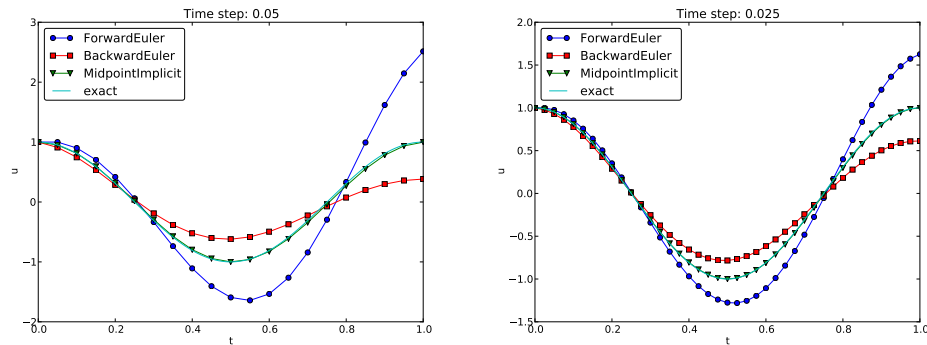 Time step: 0.05
ForwardEuler
BackwardEuler
MidpointImplicit
exact
3
2
1
0
−1
−2
u
0.0 0.2 0.4 0.6 0.8 1.0
t
Time step: 0.025
ForwardEuler
BackwardEuler
MidpointImplicit
exact
2.0
1.5
1.0
0.5
0.0
−0.5
−1.0
−1.5
u
0.0 0.2 0.4 0.6 0.8 1.0
t